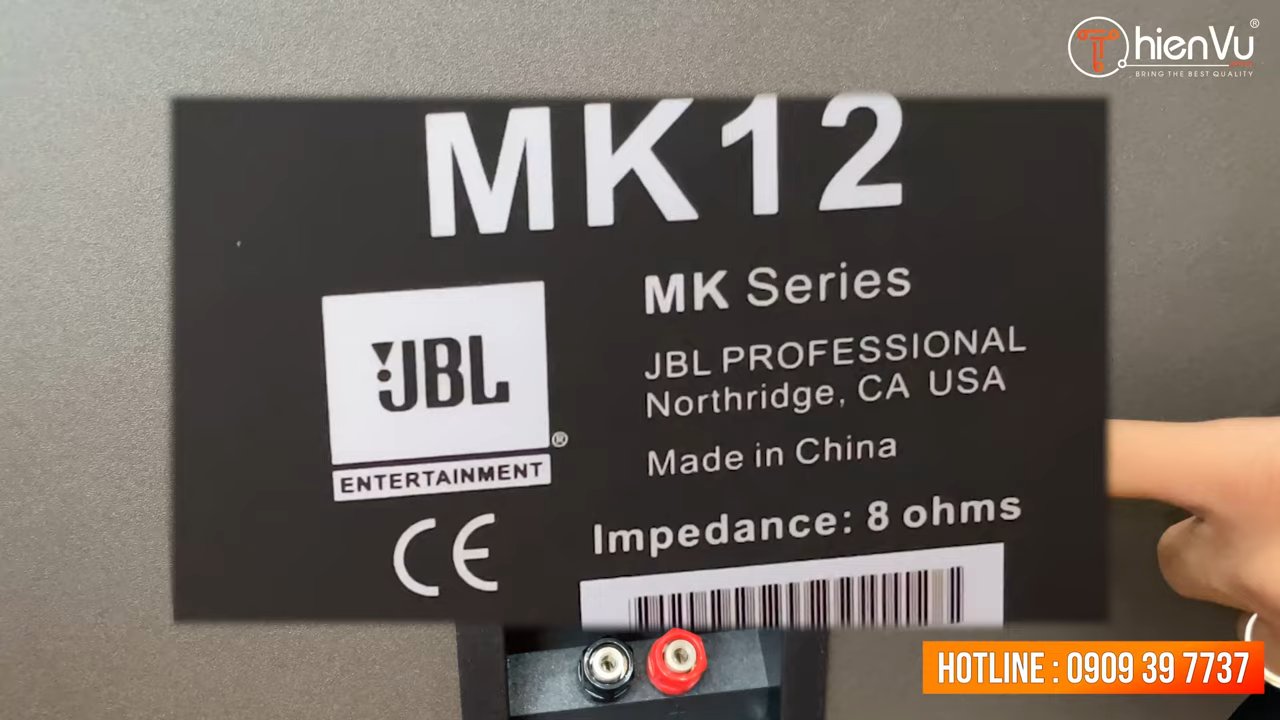 ThienVu®
BRING THE BEST QUALITY
MK12
MK Series
JBL PROFESSIONAL
Northridge, CA USA
Made in China
JBL®
ENTERTAINMENT
CE
Impedance: 8 ohms
HOTLINE : 0909 39 7737